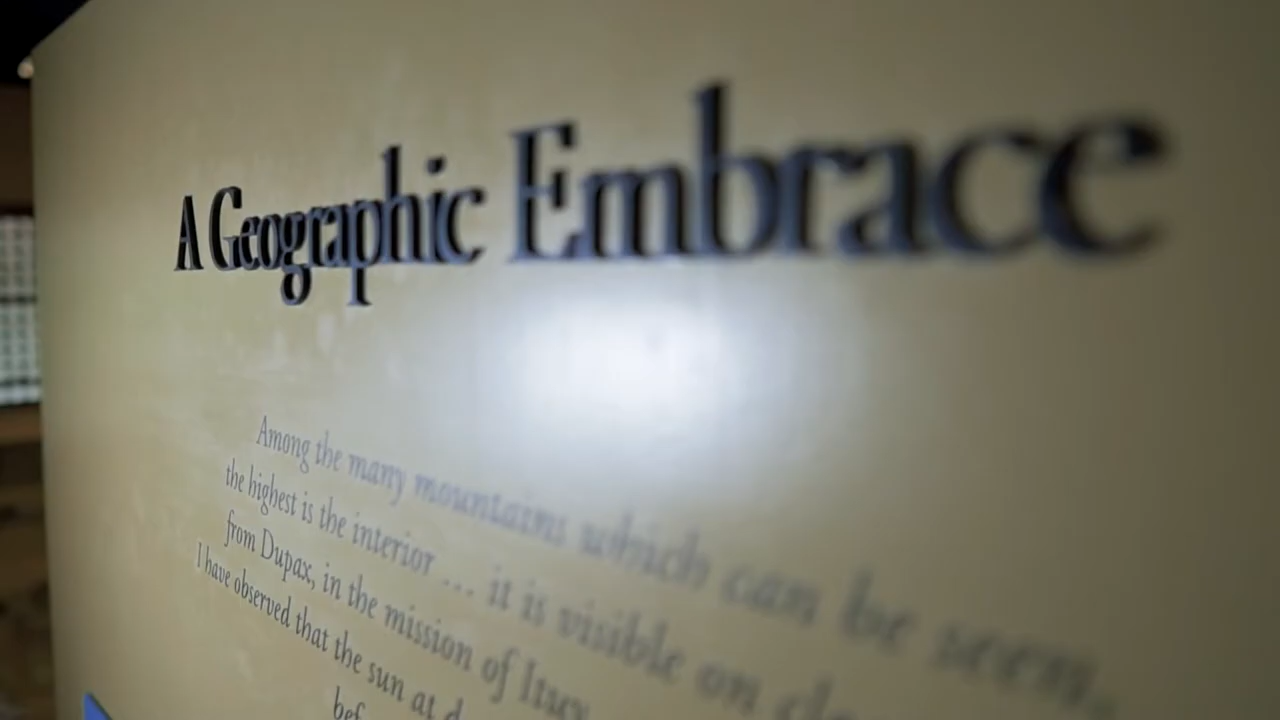 A Geographic Embrace
Among the many mountains which can be seen,
the highest is the interior ... it is visible on
from Dupax, in the mission of
I have observed that the sun at